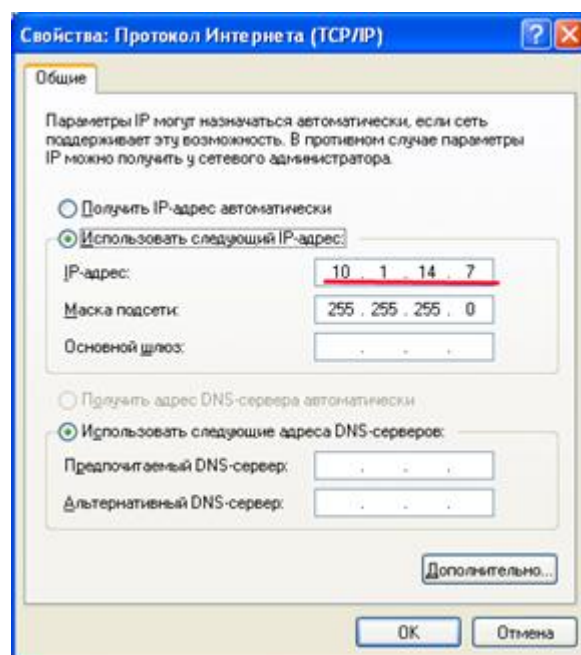 Свойства: Протокол Интернета (TCP/IP)
Общие
Параметры IP могут назначаться автоматически, если сеть
поддерживает эту возможность. В противном случае параметры
IP можно получить у сетевого администратора.
Получить IP-адрес автоматически
Использовать следующий IP-адрес:
IP-адрес: 10 . 1 . 14 . 7
Маска подсети: 255 . 255 . 255 . 0
Основной шлюз: . . .
Получить адрес DNS-сервера автоматически
Использовать следующие адреса DNS-серверов:
Предпочитаемый DNS-сервер: . . .
Альтернативный DNS-сервер: . . .
Дополнительно...
OK Отмена